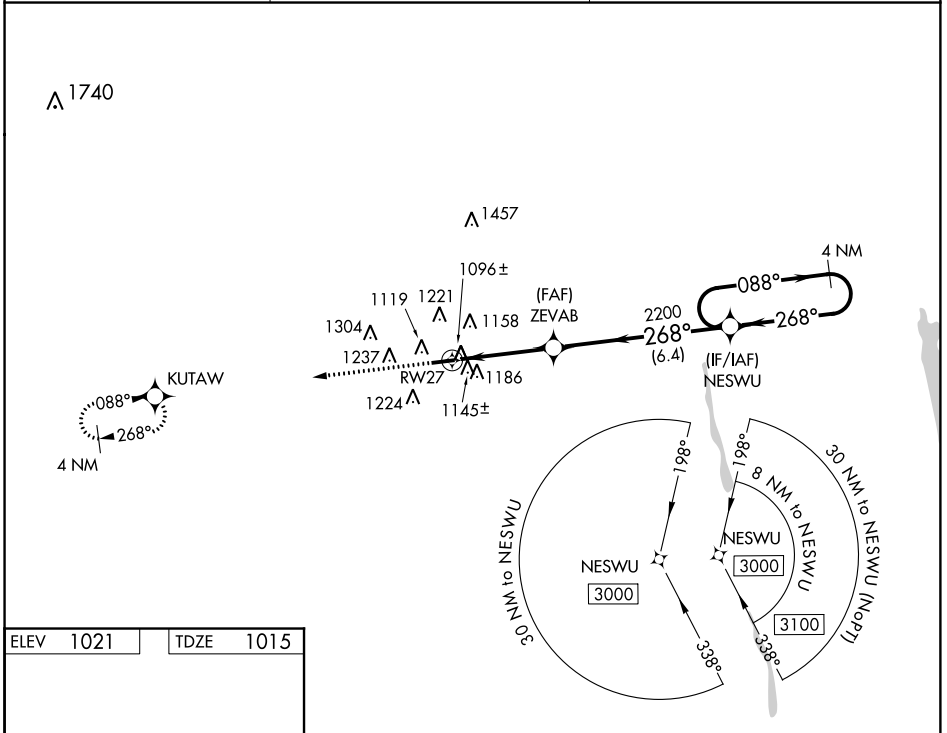 1740
1457
4 NM
1096±
088°
(FAF)
ZEVAB
1119
1221
2200
1158
268°
268°
1304
(6.4)
(IF/IAF)
NESWU
1237
RW27
1186
KUTAW
088°
1224
1145±
268°
4 NM
198°
198°
30 NM to NESWU (NoPT)
8 NM to NESWU
30 NM to NESWU
NESWU
3000
NESWU
3000
3100
338°
338°
ELEV 1021
TDZE 1015